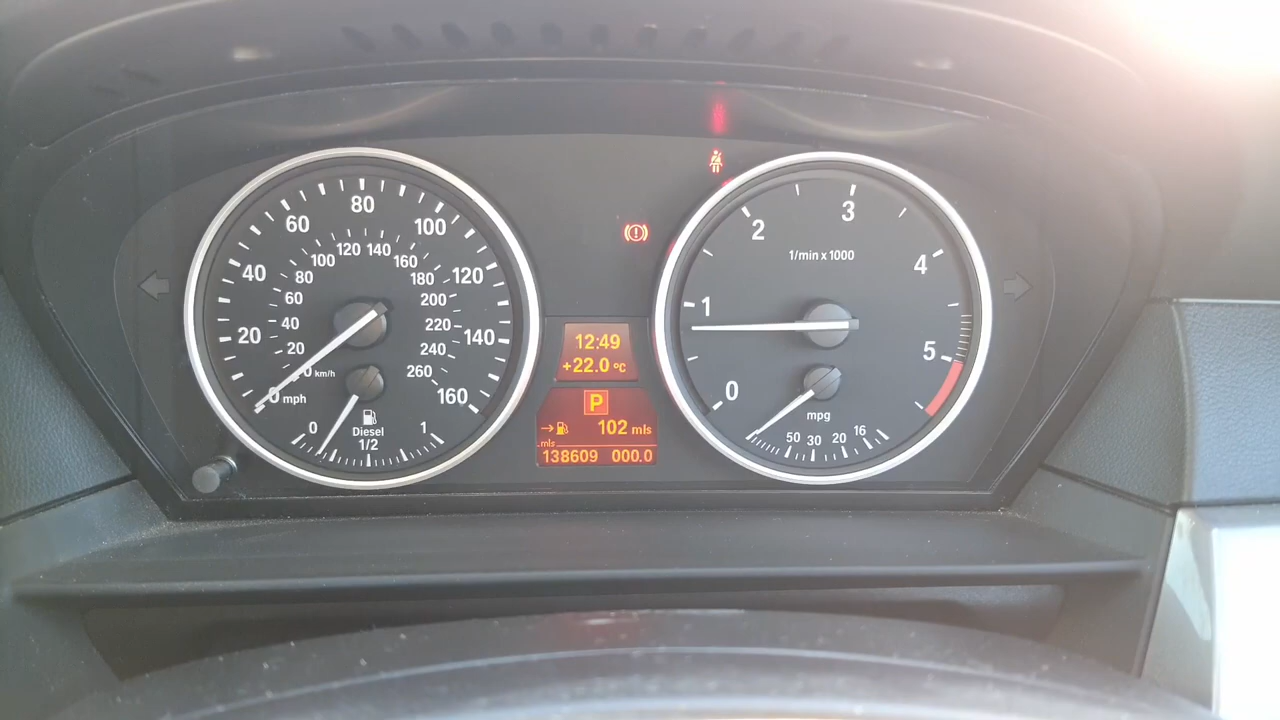 80
60 100
40 120
20 140
0 mph 160
120 140
100 160
80 180
60 200
40 220
20 240
0 km/h 260
0 1
Diesel
1/2
12:49
+22.0 °C
P
→ 102 mls
mls
138609 000.0
3
2
1/min x 1000
4
1
5
0
mpg
50 30 20 16